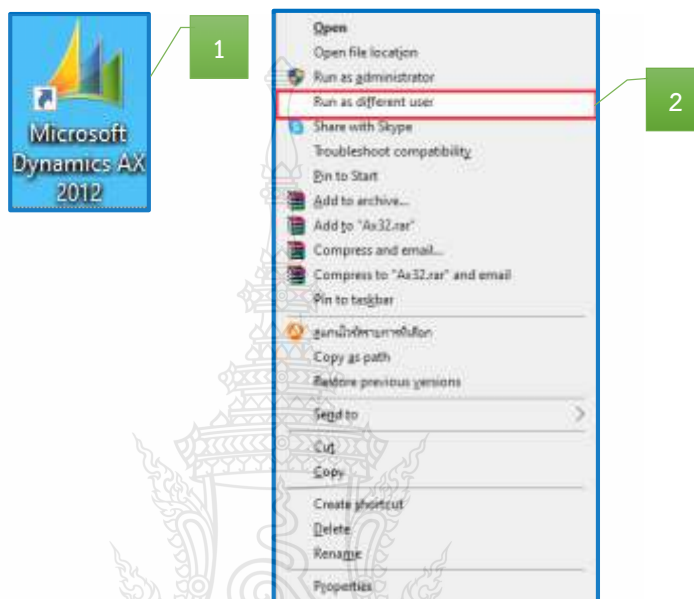 Microsoft
Dynamics AX
2012
1
Open
Open file location
Run as administrator
Run as different user
Share with Skype
Troubleshoot compatibility
Pin to Start
Add to archive...
Add to "Ax32.rar"
Compress and email...
Compress to "Ax32.rar" and email
Pin to taskbar
Copy as path
Restore previous versions
Send to
Cut
Copy
Create shortcut
Delete
Rename
Properties
2